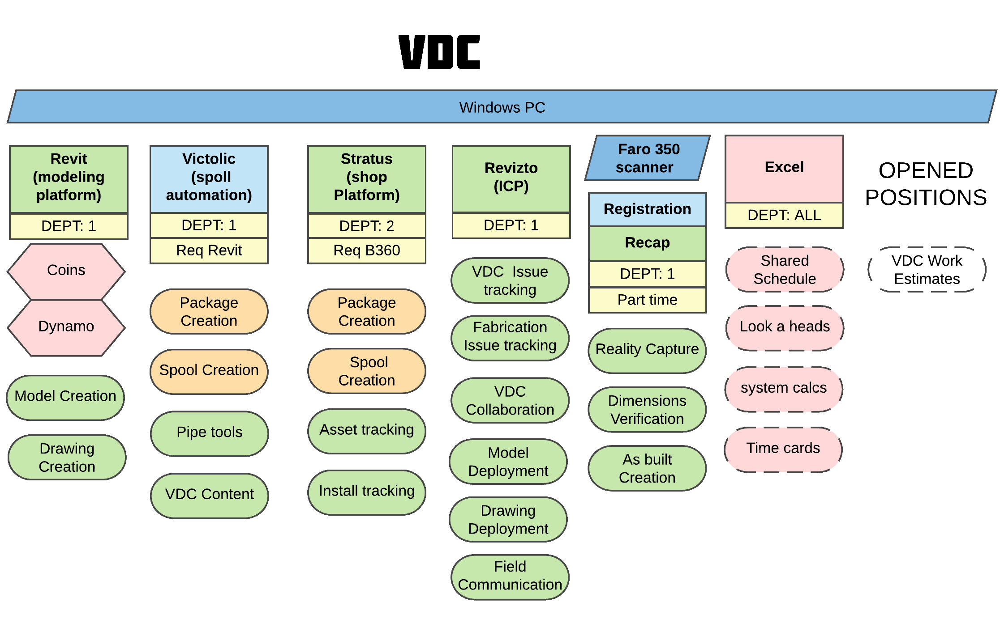 VDC
Windows PC
Revit
(modeling
platform)
DEPT: 1
Coins
Dynamo
Model Creation
Drawing
Creation
Victolic
(spoll
automation)
DEPT: 1
Req Revit
Package
Creation
Spool Creation
Pipe tools
VDC Content
Stratus
(shop
Platform)
DEPT: 2
Req B360
Package
Creation
Spool
Creation
Asset tracking
Install tracking
Revizto
(ICP)
DEPT: 1
VDC  Issue
tracking
Fabrication
Issue tracking
VDC
Collaboration
Model
Deployment
Drawing
Deployment
Field
Communication
Faro 350
scanner
Registration
Recap
DEPT: 1
Part time
Reality Capture
Dimensions
Verification
As built
Creation
Excel
DEPT: ALL
Shared
Schedule
Look a heads
system calcs
Time cards
OPENED
POSITIONS
VDC Work
Estimates